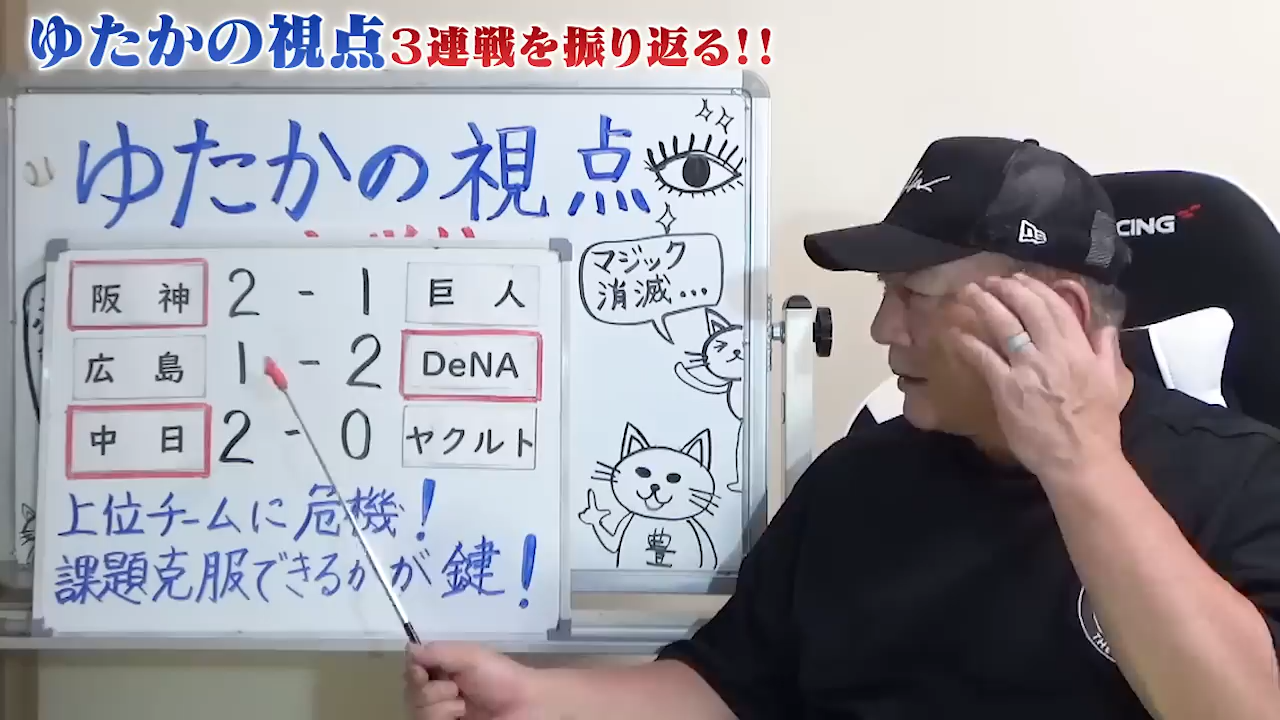 ゆたかの視点3連戦を振り返る!!
ゆたかの視点
マジック
消滅...
阪神 2 - 1 巨人
広島 1 - 2 DeNA
中日 2 - 0 ヤクルト
上位チームに危機!
課題克服できるかが鍵!
豊
CING
THE